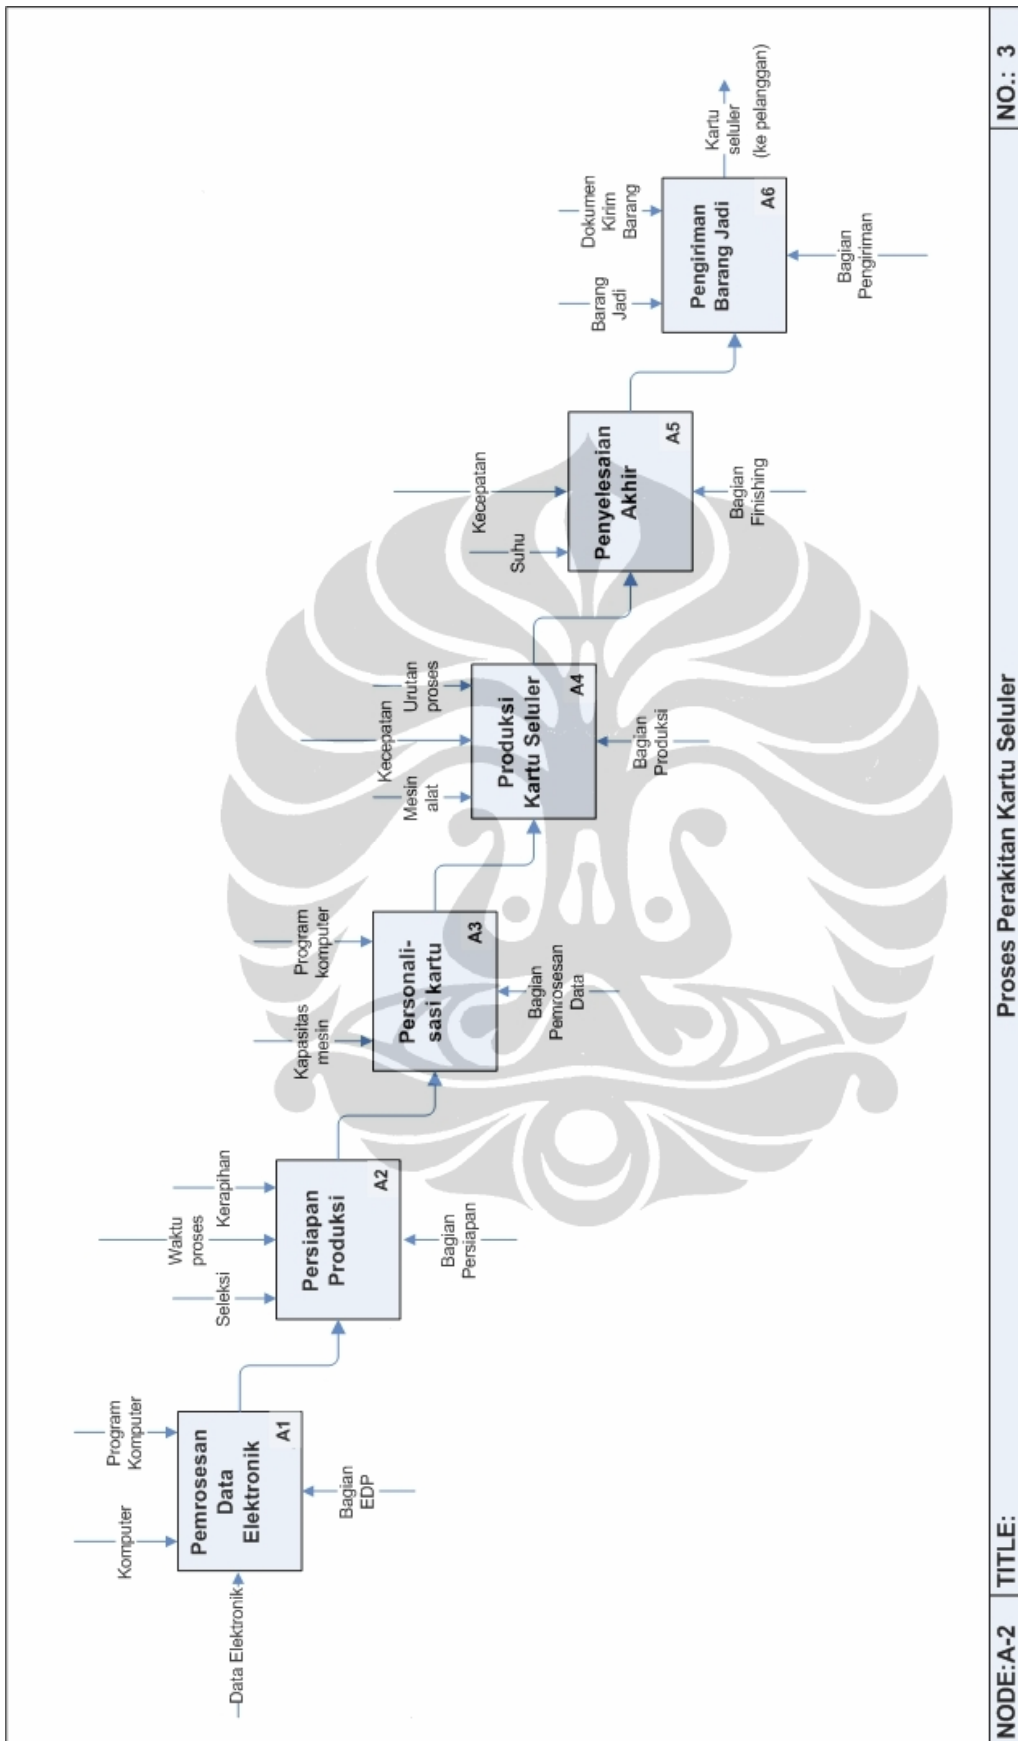 Komputer
Program
Komputer
Data Elektronik
Pemrosesan
Data
Elektronik
A1
Bagian
EDP
Seleksi
Waktu
proses
Kerapihan
Persiapan
Produksi
A2
Bagian
Persiapan
Kapasitas
mesin
Program
komputer
Personali-
sasi kartu
A3
Bagian
Pemrosesan
Data
Mesin
alat
Kecepatan
Urutan
proses
Produksi
Kartu Seluler
A4
Bagian
Produksi
Suhu
Kecepatan
Penyelesaian
Akhir
A5
Bagian
Finishing
Barang
Jadi
Dokumen
Kirim
Barang
Pengiriman
Barang Jadi
A6
Bagian
Pengiriman
Kartu
seluler
(ke pelanggan)
NODE:A-2
TITLE:
Proses Perakitan Kartu Seluler
NO.: 3